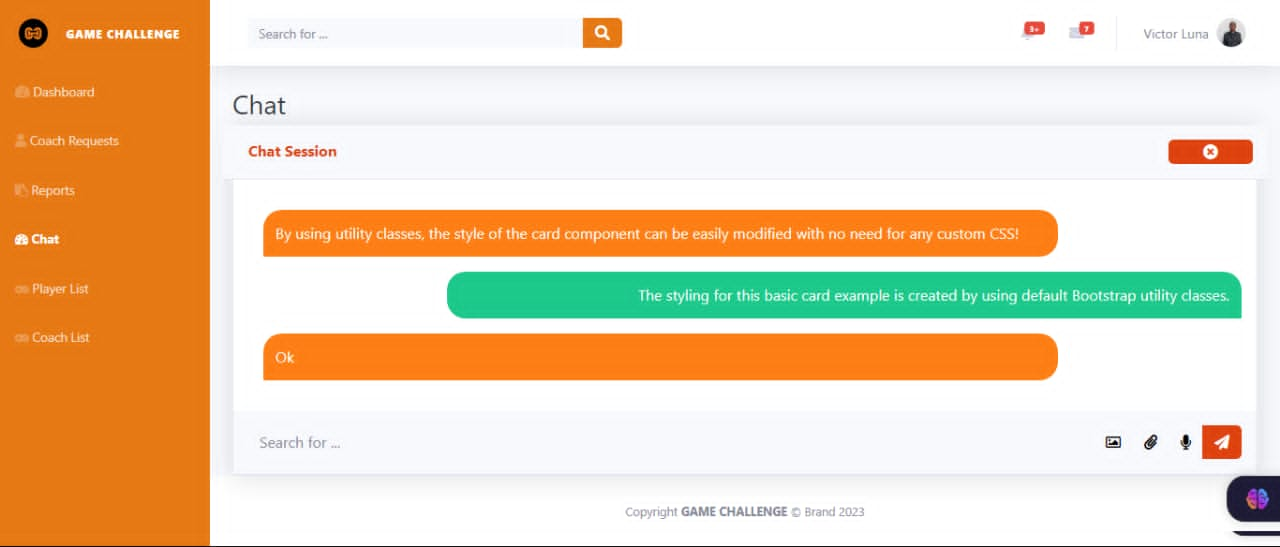 GAME CHALLENGE
Search for ...
3+
7
Victor Luna
Dashboard
Coach Requests
Reports
Chat
Player List
Coach List
Chat
Chat Session
By using utility classes, the style of the card component can be easily modified with no need for any custom CSS!
The styling for this basic card example is created by using default Bootstrap utility classes.
Ok
Search for ...
Copyright GAME CHALLENGE © Brand 2023